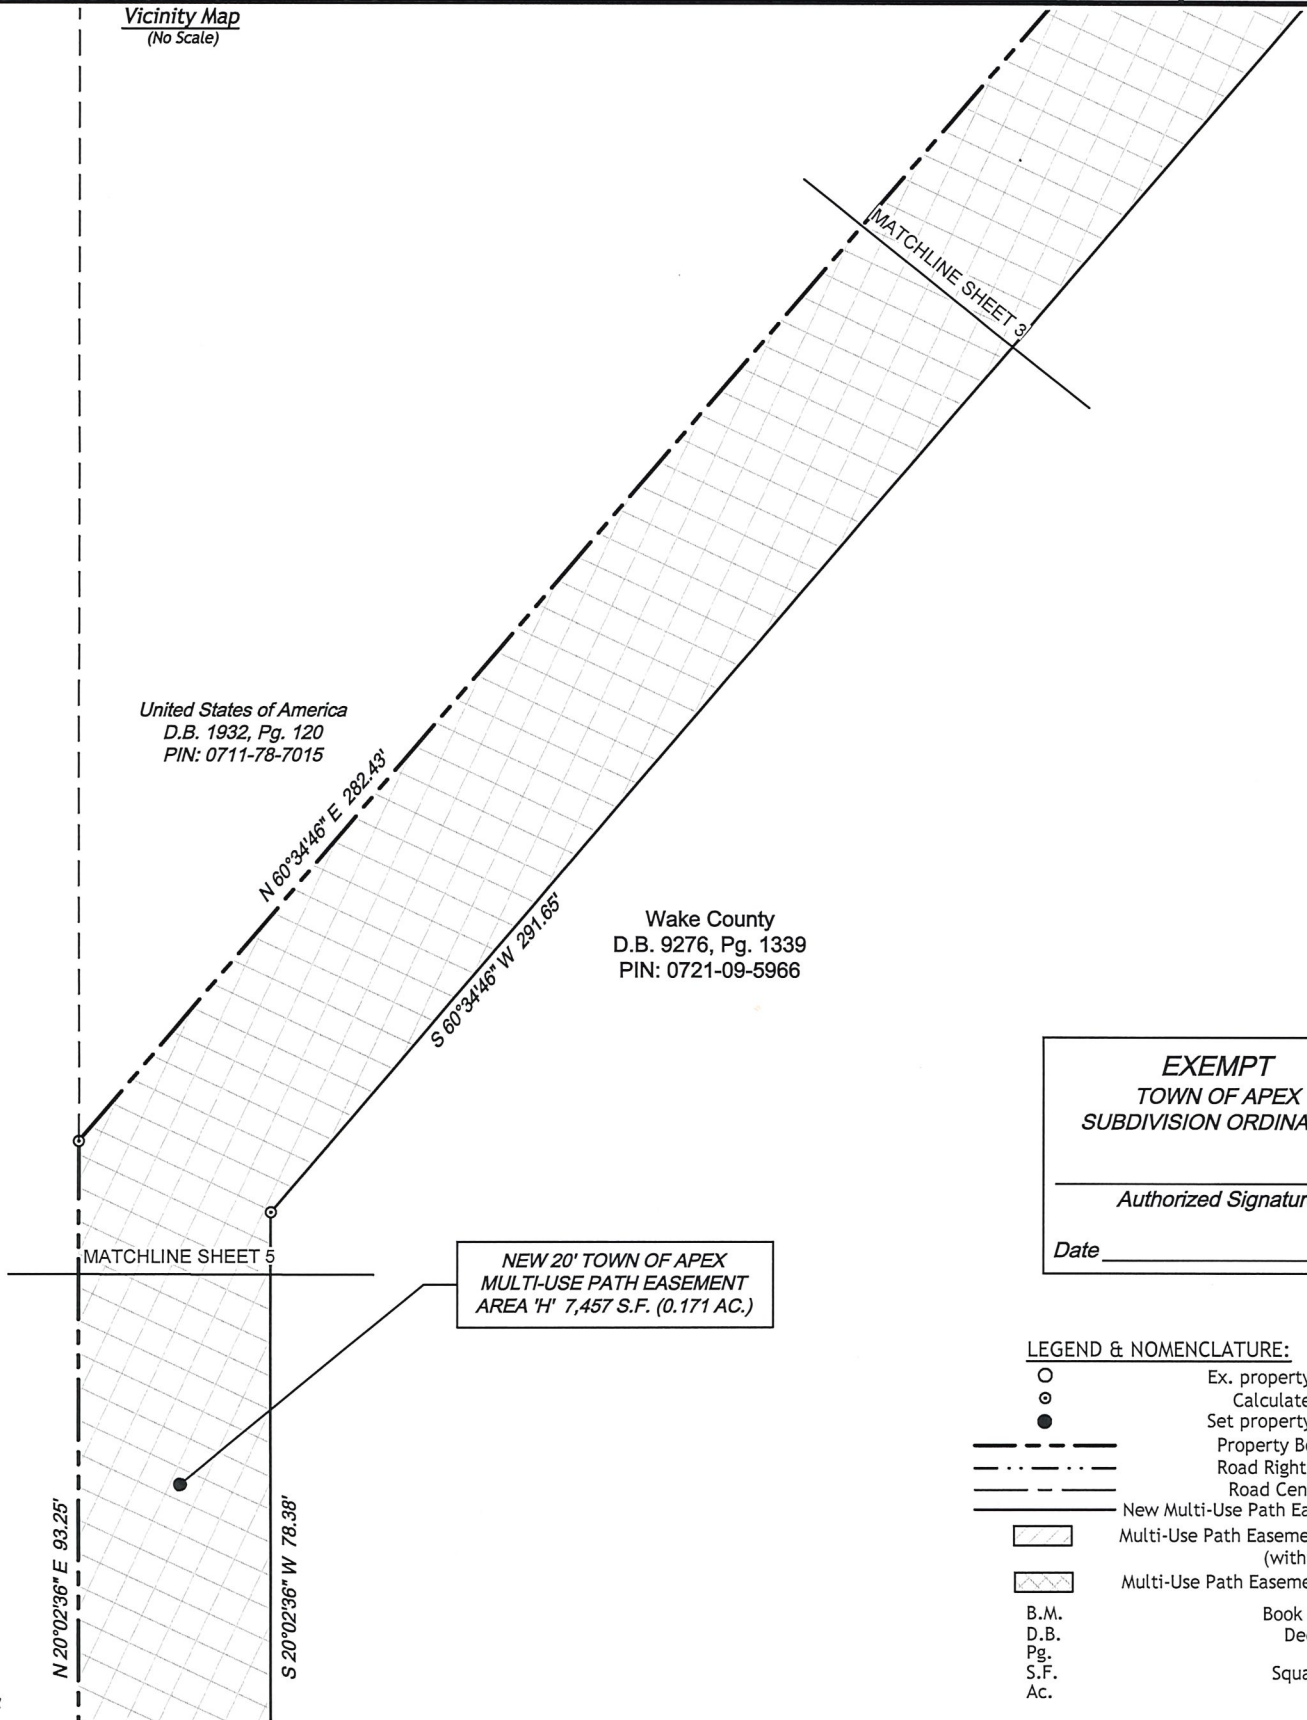 Vicinity Map
(No Scale)
MATCHLINE SHEET 3
United States of America
D.B. 1932, Pg. 120
PIN: 0711-78-7015
N 60°34'46" E 282.43'
S 60°34'46" W 291.65'
Wake County
D.B. 9276, Pg. 1339
PIN: 0721-09-5966
EXEMPT
TOWN OF APEX
SUBDIVISION ORDINA
Authorized Signatur
Date
MATCHLINE SHEET 5
NEW 20' TOWN OF APEX
MULTI-USE PATH EASEMENT
AREA 'H' 7,457 S.F. (0.171 AC.)
N 20°02'36" E 93.25'
S 20°02'36" W 78.38'
LEGEND & NOMENCLATURE:
Ex. property
Calculate
Set property
Property B
Road Right
Road Cen
New Multi-Use Path Ea
Multi-Use Path Easeme
(with
Multi-Use Path Easeme
B.M. Book
D.B. De
Pg.
S.F. Squa
Ac.